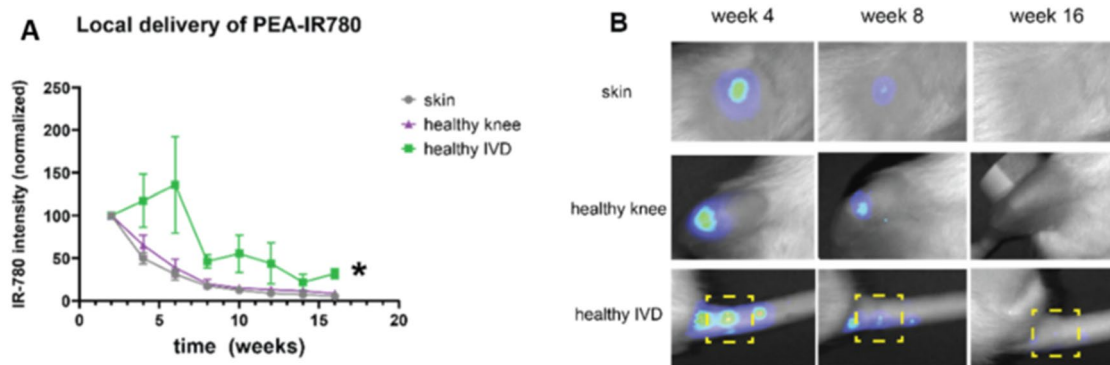 A
Local delivery of PEA-IR780
IR-780 intensity (normalized)
250
200
150
100
50
0
0
5
10
15
20
time (weeks)
skin
healthy knee
healthy IVD
*
B
week 4
week 8
week 16
skin
healthy knee
healthy IVD